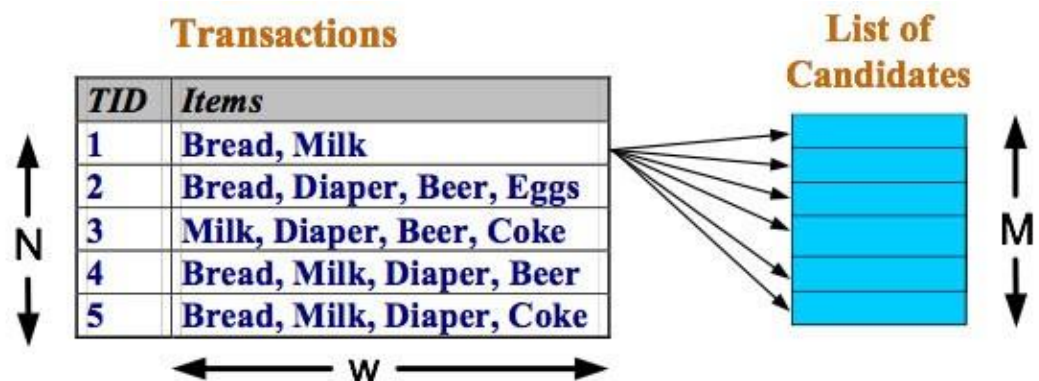 Transactions
List of
Candidates
TID Items
1 Bread, Milk
2 Bread, Diaper, Beer, Eggs
3 Milk, Diaper, Beer, Coke
4 Bread, Milk, Diaper, Beer
5 Bread, Milk, Diaper, Coke
N
M
w